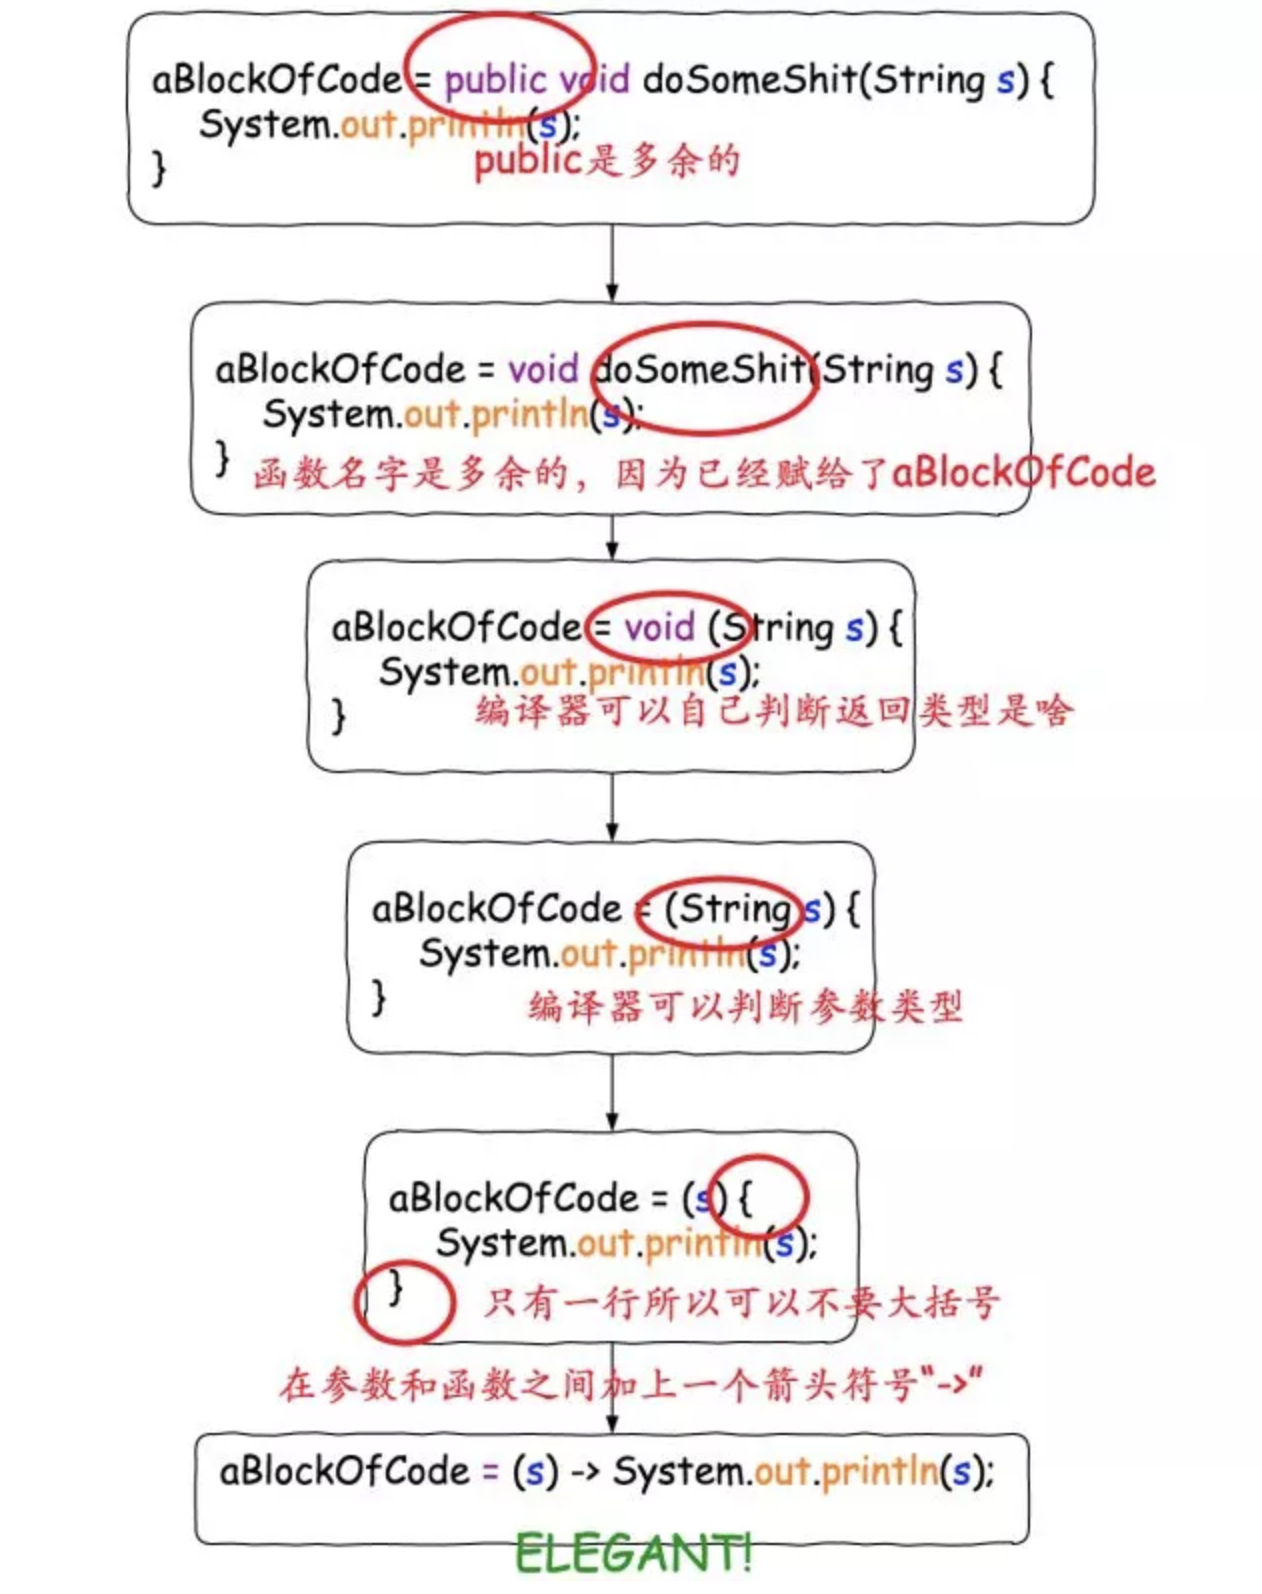 aBlockOfCode = public void doSomeShit(String s) {
System.out.println(s);
public是多余的
}
aBlockOfCode = void doSomeShit(String s) {
System.out.println(s);
}
函数名字是多余的，因为已经赋给了aBlockOfCode
aBlockOfCode = void (String s) {
System.out.println(s);
}
编译器可以自己判断返回类型是啥
aBlockOfCode = (String s) {
System.out.println(s);
}
编译器可以判断参数类型
aBlockOfCode = (s) {
System.out.println(s);
}
只有一行所以可以不要大括号
在参数和函数之间加上一个箭头符号"->"
aBlockOfCode = (s) -> System.out.println(s);
ELEGANT!